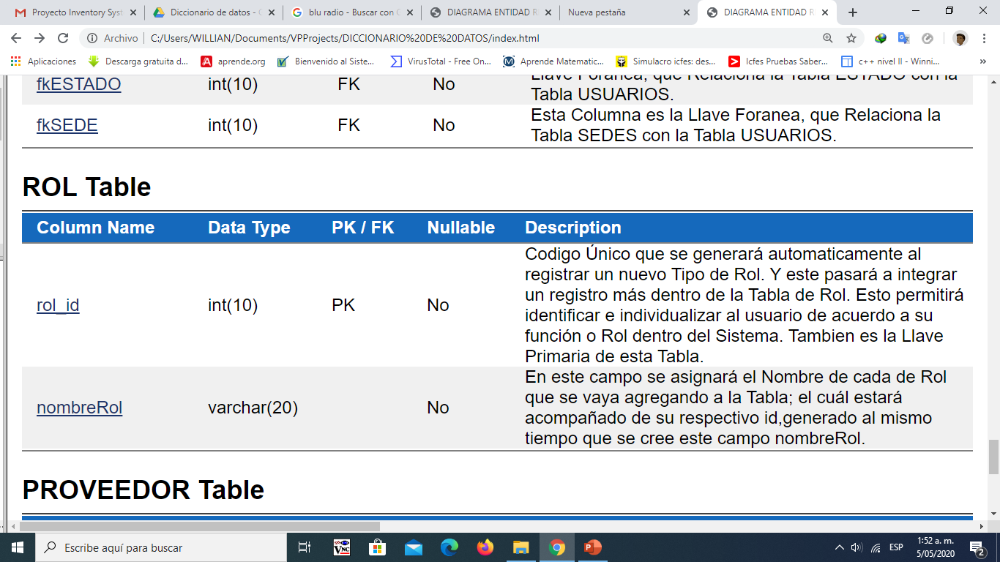 Proyecto Inventory Syst
Diccionario de datos - G
blu radio - Buscar con G
DIAGRAMA ENTIDAD R
Nueva pestaña
DIAGRAMA ENTIDAD R
Archivo
C:/Users/WILLIAN/Documents/VPProjects/DICCIONARIO%20DE%20DATOS/index.html
Aplicaciones
Descarga gratuita d...
aprende.org
Bienvenido al Siste...
VirusTotal - Free On...
Aprende Matematic...
Simulacro icfes: des...
Icfes Pruebas Saber...
c++ nivel II - Winni...
»
Llave Foranea, que Relaciona la Tabla ESTADO con la
fkESTADO int(10) FK No
Tabla USUARIOS.
Esta Columna es la Llave Foranea, que Relaciona la
fkSEDE int(10) FK No
Tabla SEDES con la Tabla USUARIOS.
ROL Table
Column Name Data Type PK / FK Nullable Description
Codigo Único que se generará automaticamente al
registrar un nuevo Tipo de Rol. Y este pasará a integrar
un registro más dentro de la Tabla de Rol. Esto permitirá
rol_id int(10) PK No
identificar e individualizar al usuario de acuerdo a su
función o Rol dentro del Sistema. Tambien es la Llave
Primaria de esta Tabla.
En este campo se asignará el Nombre de cada de Rol
que se vaya agregando a la Tabla; el cuál estará
nombreRol varchar(20) No
acompañado de su respectivo id,generado al mismo
tiempo que se cree este campo nombreRol.
PROVEEDOR Table
Escribe aquí para buscar
VNC
ESP
1:52 a. m.
5/05/2020
2